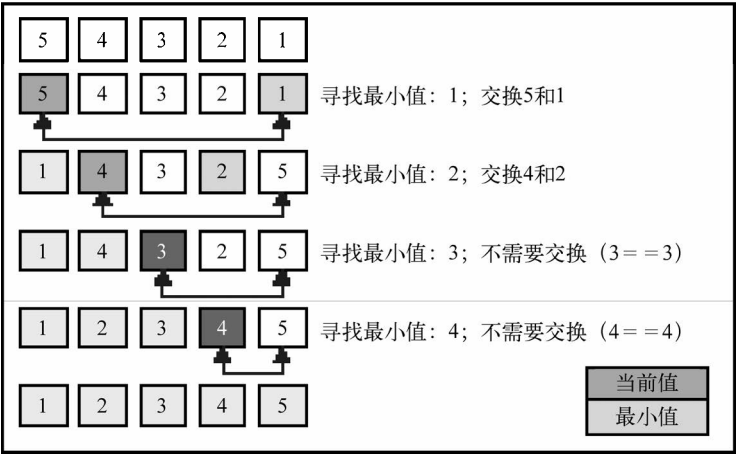 5 4 3 2 1
5 4 3 2 1 寻找最小值：1；交换5和1
1 4 3 2 5 寻找最小值：2；交换4和2
1 4 3 2 5 寻找最小值：3；不需要交换（3==3）
1 2 3 4 5 寻找最小值：4；不需要交换（4==4）
1 2 3 4 5
当前值
最小值